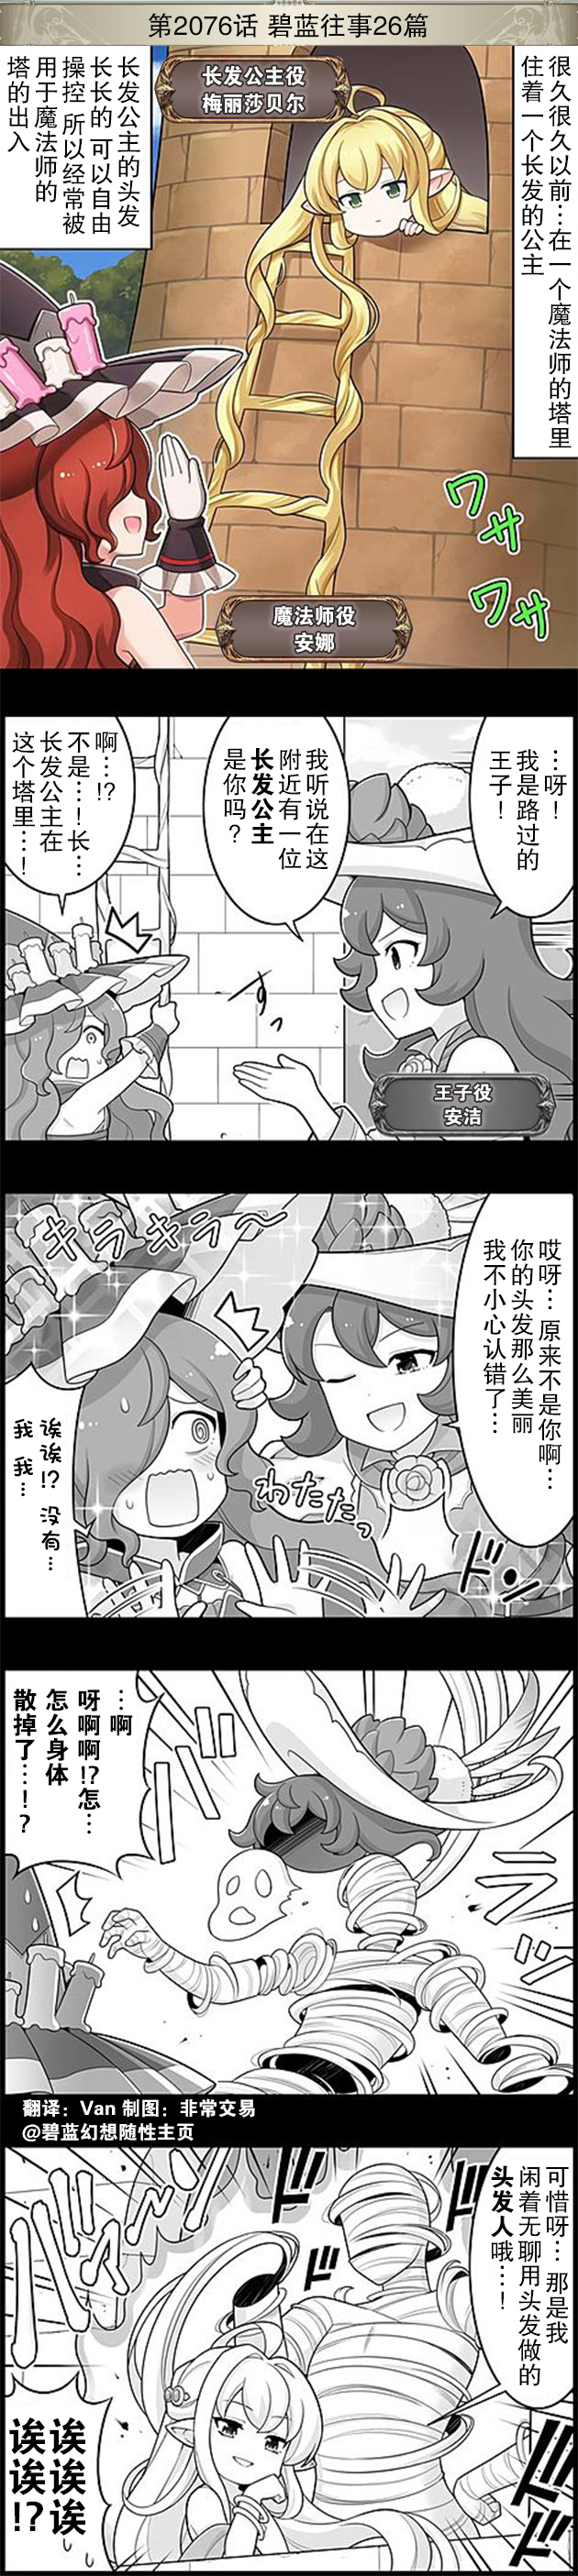 第2076话 碧蓝往事26篇
很久很久以前…在一个魔法师的塔里
住着一个长发的公主
长发公主役
梅丽莎贝尔
长发公主的头发
长长的 可以自由
操控 所以经常被
用于魔法师的
塔的出入
ワサ
ワサ
魔法师役
安娜
…呀！
我是路过的
王子！
我听说在这
附近有一位
长发公主
是你吗？
啊…!?
不是…！长…
长发公主在
这个塔里…！
すっ
王子役
安洁
哎呀… 原来不是你啊…
你的头发那么美丽
我不小心认错了…
キラキラ～
诶诶!? 没有…
我 我…
わたたっ
ドン
…啊
呀啊啊!?怎…
怎么身体
散掉了…！？
バラッ
翻译：Van 制图：非常交易
@碧蓝幻想随性主页
可惜呀… 那是我
闲着无聊用头发做的
头发人哦…！
ドドド
ドド
诶诶诶
诶诶!?